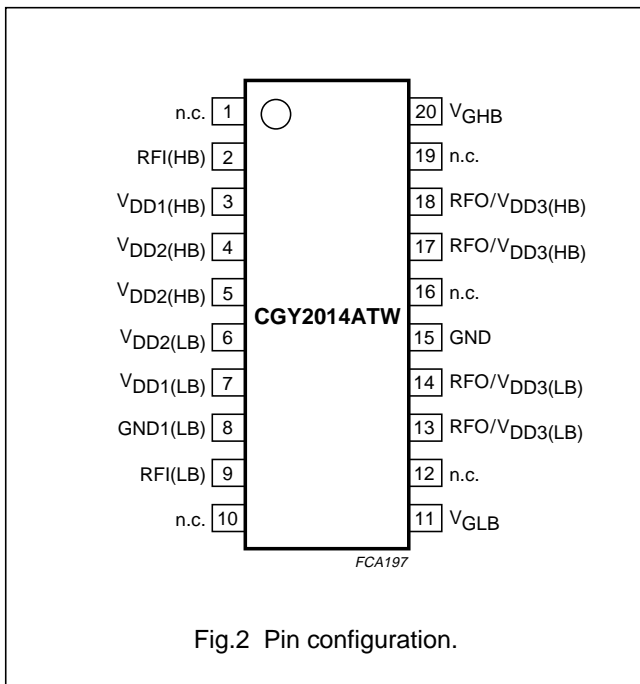 n.c. 1 20 VGHB
RFI(HB) 2 19 n.c.
VDD1(HB) 3 18 RFO/VDD3(HB)
VDD2(HB) 4 17 RFO/VDD3(HB)
VDD2(HB) 5 16 n.c.
CGY2014ATW
VDD2(LB) 6 15 GND
VDD1(LB) 7 14 RFO/VDD3(LB)
GND1(LB) 8 13 RFO/VDD3(LB)
RFI(LB) 9 12 n.c.
n.c. 10 11 VGLB
FCA197
Fig.2 Pin configuration.